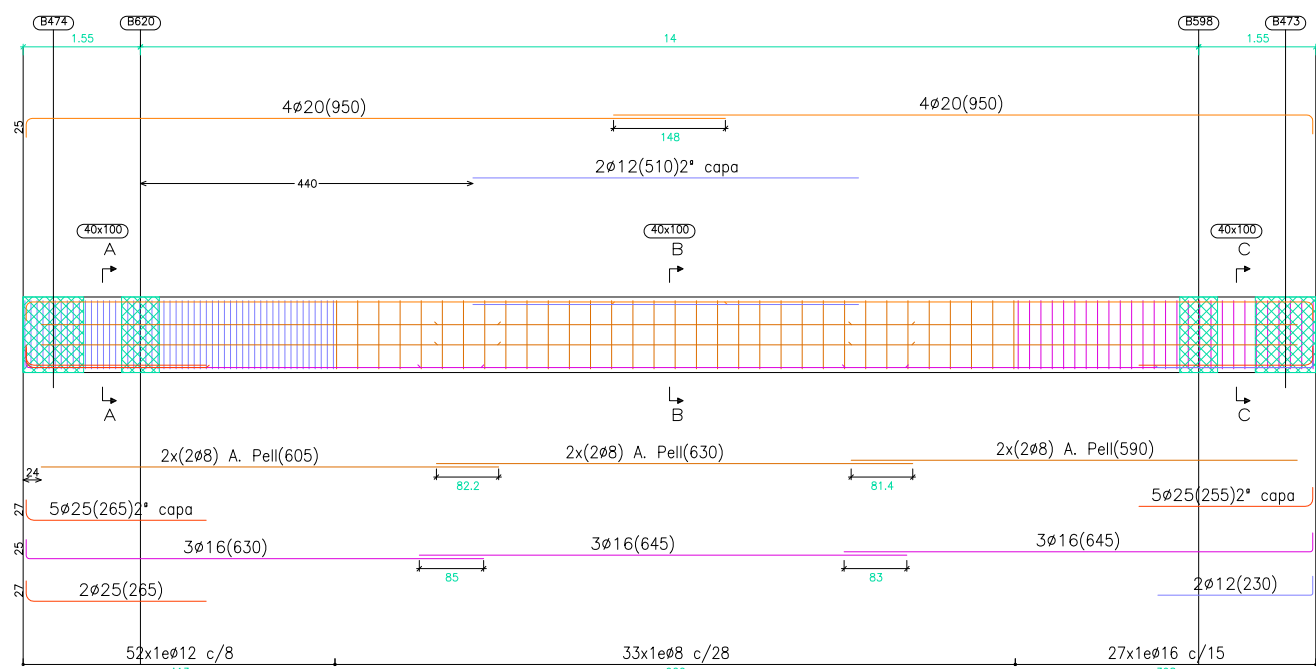 B474 B620 B598 B473
1.55 14 1.55
4ø20(950) 4ø20(950)
25
148
2ø12(510)2ª capa
440
40x100 40x100 40x100
A B C
A B C
2x(2ø8) A. Pell(605) 2x(2ø8) A. Pell(630) 2x(2ø8) A. Pell(590)
24
82.2 81.4
27 5ø25(265)2ª capa 5ø25(255)2ª capa
25 3ø16(630) 3ø16(645) 3ø16(645)
85 83
27 2ø25(265) 2ø12(230)
52x1eø12 c/8 33x1eø8 c/28 27x1eø16 c/15